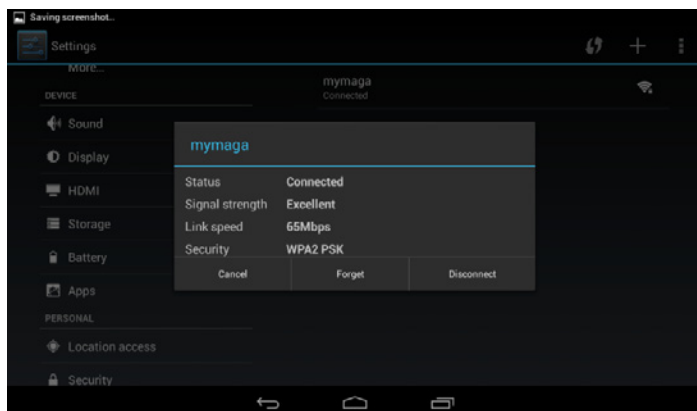 Saving screenshot...
Settings
More...
DEVICE
Sound
Display
HDMI
Storage
Battery
Apps
PERSONAL
Location access
Security
mymaga
Connected
mymaga
Status Connected
Signal strength Excellent
Link speed 65Mbps
Security WPA2 PSK
Cancel Forget Disconnect